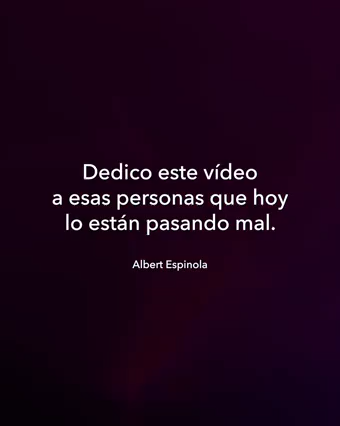 Dedico este vídeo
a esas personas que hoy
lo están pasando mal.
Albert Espinola